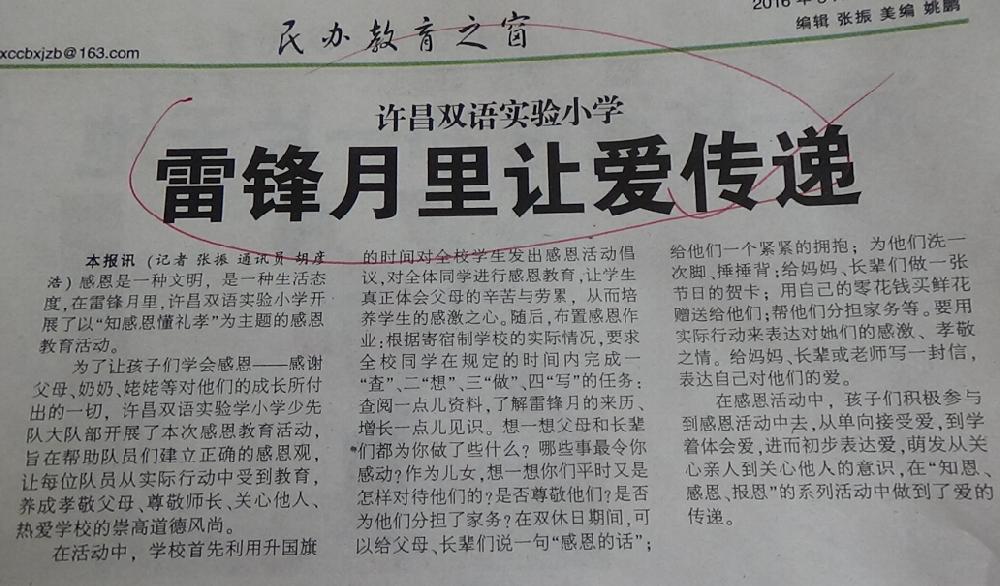 2016年
编辑 张振 美编 姚鹏
民办教育之窗
xccbxjzb@163.com
许昌双语实验小学
雷锋月里让爱传递
本报讯 (记者 张振 通讯员 胡彦
浩) 感恩是一种文明，是一种生活态
度,在雷锋月里,许昌双语实验小学开
展了以“知感恩懂礼孝”为主题的感恩
教育活动。
为了让孩子们学会感恩——感谢
父母、奶奶、姥姥等对他们的成长所付
出的一切，许昌双语实验学小学少先
队大队部开展了本次感恩教育活动，
旨在帮助队员们建立正确的感恩观，
让每位队员从实际行动中受到教育，
养成孝敬父母、尊敬师长、关心他人、
热爱学校的崇高道德风尚。
在活动中，学校首先利用升国旗
的时间对全校学生发出感恩活动倡
议,对全体同学进行感恩教育,让学生
真正体会父母的辛苦与劳累，从而培
养学生的感激之心。随后，布置感恩作
业:根据寄宿制学校的实际情况，要求
全校同学在规定的时间内完成一
“查”、二“想”、三“做”、四“写”的任务:
查阅一点儿资料,了解雷锋月的来历、
增长一点儿见识。想一想父母和长辈
们都为你做了些什么？哪些事最令你
感动?作为儿女,想一想你们平时又是
怎样对待他们的?是否尊敬他们?是否
为他们分担了家务?在双休日期间,可
以给父母、长辈们说一句“感恩的话”;
给他们一个紧紧的拥抱；为他们洗一
次脚、捶捶背;给妈妈、长辈们做一张
节日的贺卡；用自己的零花钱买鲜花
赠送给他们;帮他们分担家务等。要用
实际行动来表达对她们的感激、孝敬
之情。给妈妈、长辈或老师写一封信，
表达自己对他们的爱。
在感恩活动中，孩子们积极参与
到感恩活动中去,从单向接受爱,到学
着体会爱,进而初步表达爱,萌发从关
心亲人到关心他人的意识，在“知恩、
感恩、报恩”的系列活动中做到了爱的
传递。